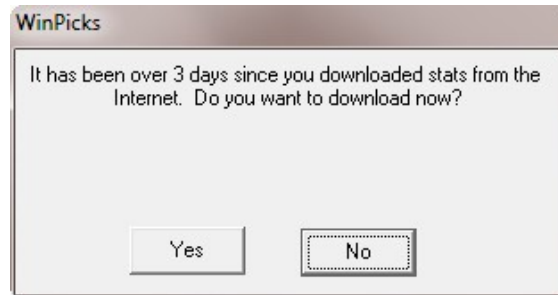 WinPicks
It has been over 3 days since you downloaded stats from the
Internet.  Do you want to download now?
Yes
No